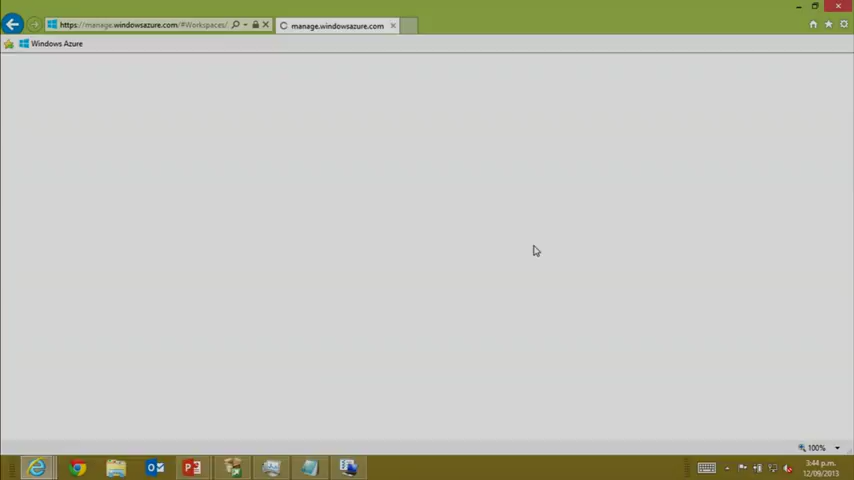 https://manage.windowsazure.com/#Workspaces/
manage.windowsazure.com
Windows Azure
100%
3:44 p.m.
12/09/2013